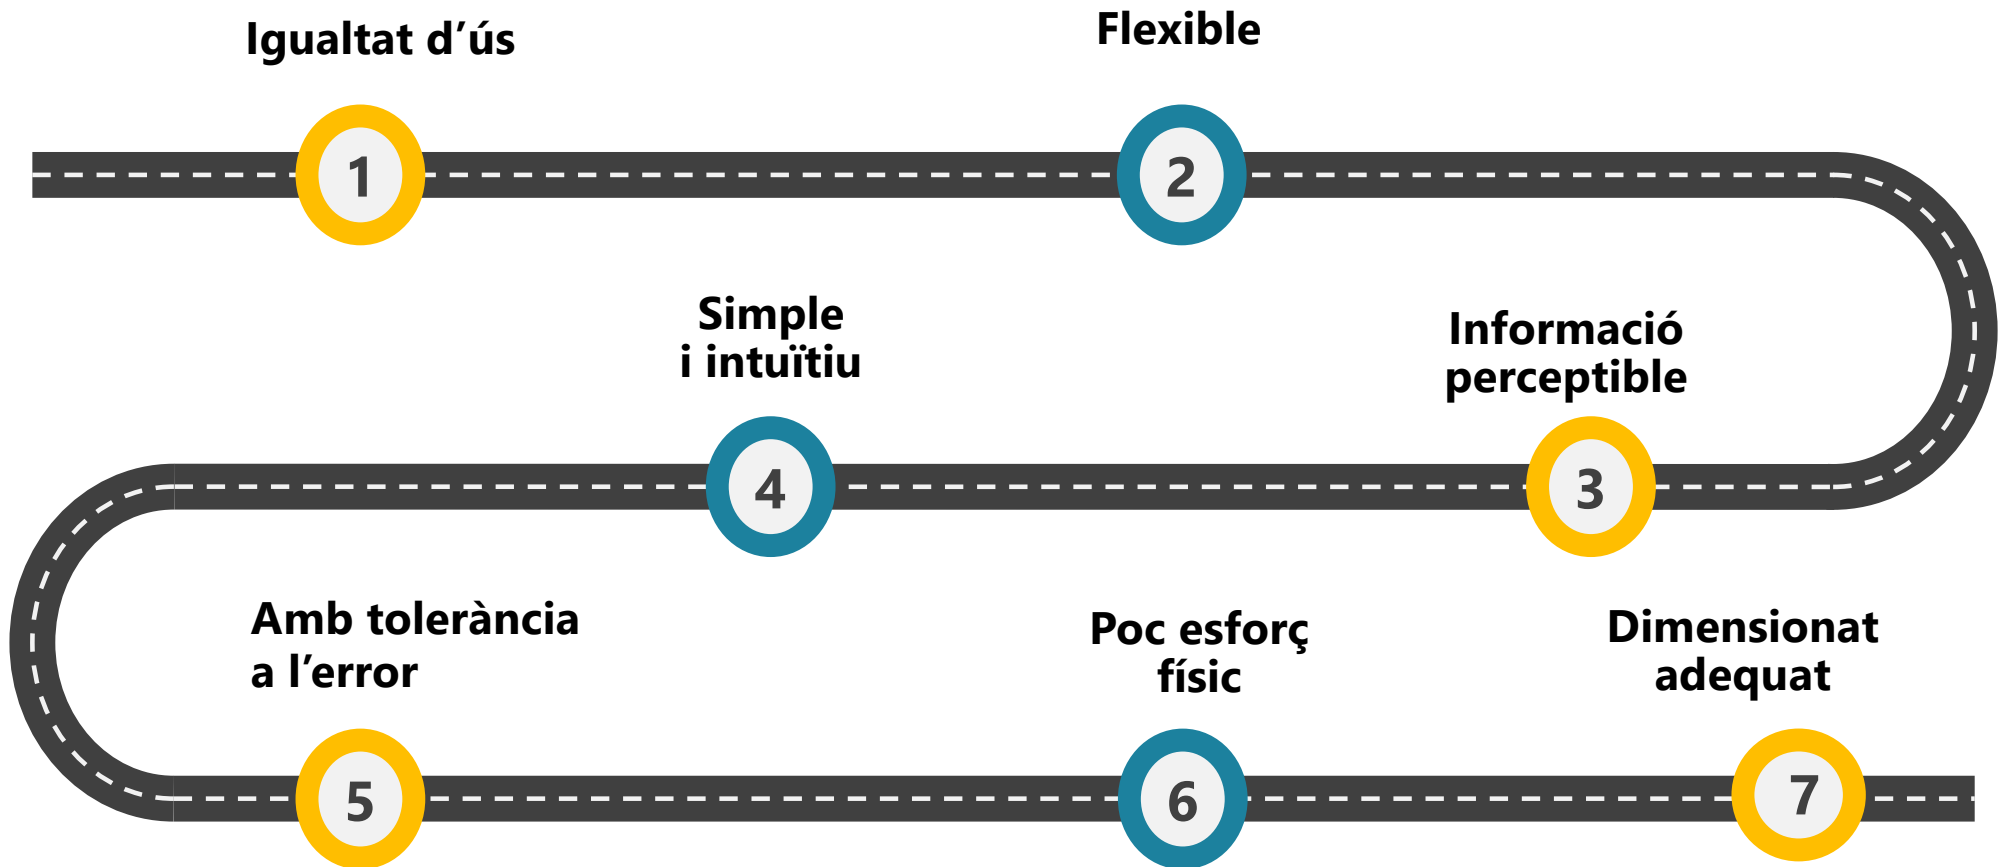 Igualtat d’ús
Flexible
1
2
Simple
i intuïtiu
Informació
perceptible
4
3
Amb tolerància
a l’error
Poc esforç
físic
Dimensionat
adequat
5
6
7